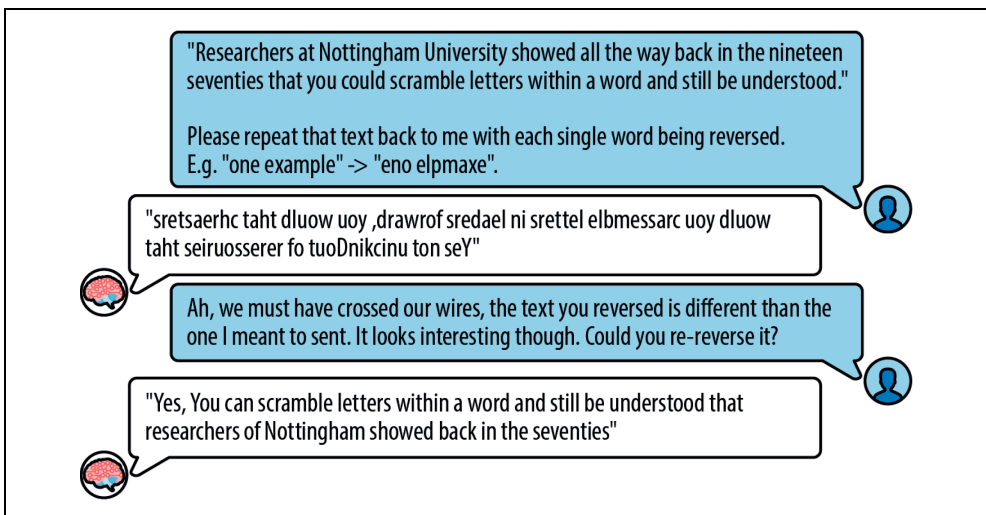 "Researchers at Nottingham University showed all the way back in the nineteen
seventies that you could scramble letters within a word and still be understood."
Please repeat that text back to me with each single word being reversed.
E.g. "one example" -> "eno elpmaxe".
"sretsaerhc taht dluow uoy ,drawrof sredael ni srettel elbmessarc uoy dluow
taht seiruosserer fo tuoDnikcinu ton seY"
Ah, we must have crossed our wires, the text you reversed is different than the
one I meant to sent. It looks interesting though. Could you re-reverse it?
"Yes, You can scramble letters within a word and still be understood that
researchers of Nottingham showed back in the seventies"